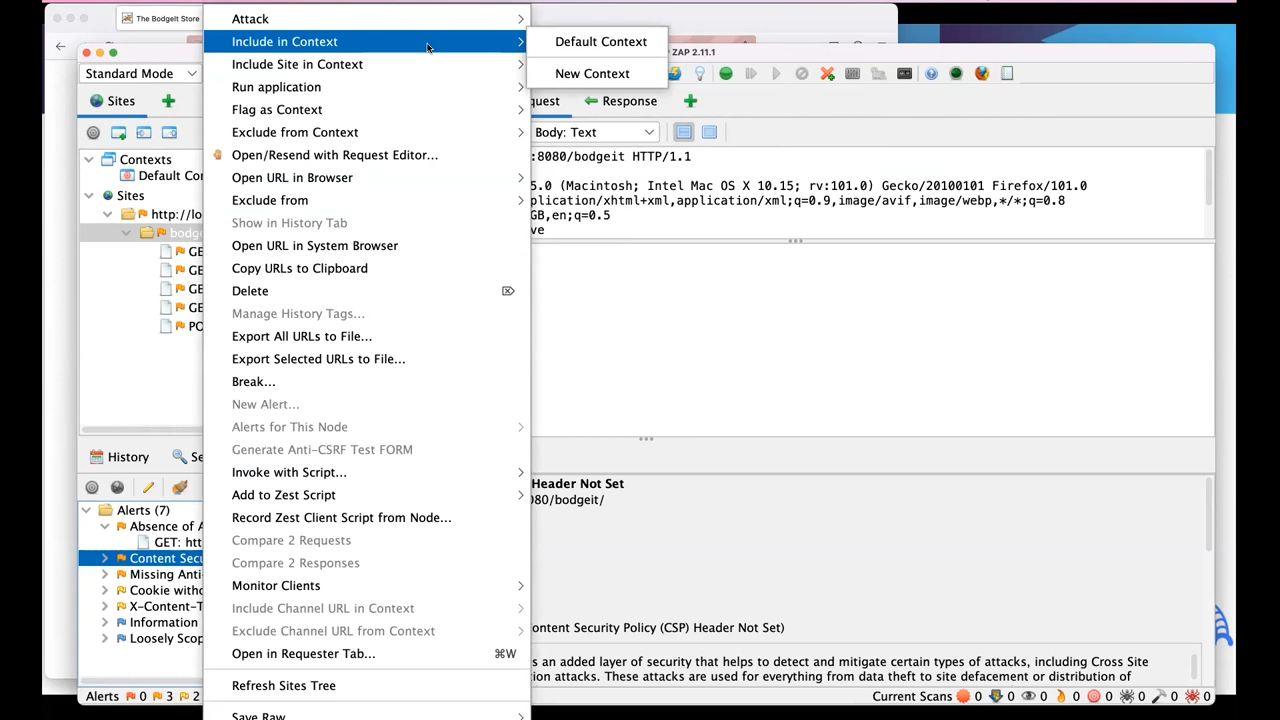 The BodgeIt Store
Attack
Include in Context
Default Context
New Context
ZAP 2.11.1
Include Site in Context
Standard Mode
Run application
Sites
quest
Response
Flag as Context
Exclude from Context
Body: Text
Open/Resend with Request Editor...
:8080/bodgeit HTTP/1.1
Contexts
Default Con
Open URL in Browser
5.0 (Macintosh; Intel Mac OS X 10.15; rv:101.0) Gecko/20100101 Firefox/101.0
plication/xhtml+xml,application/xml;q=0.9,image/avif,image/webp,*/*;q=0.8
GB,en;q=0.5
ve
Sites
Exclude from
http://lo
Show in History Tab
bodg
Open URL in System Browser
GE
Copy URLs to Clipboard
GE
Delete
GE
Manage History Tags...
GE
PO
Export All URLs to File...
Export Selected URLs to File...
Break...
New Alert...
Alerts for This Node
Generate Anti-CSRF Test FORM
History
Se
Invoke with Script...
Header Not Set
080/bodgeit/
Add to Zest Script
Alerts (7)
Record Zest Client Script from Node...
Absence of A
GET: htt
Compare 2 Requests
Content Secu
Compare 2 Responses
Missing Anti-
Monitor Clients
Cookie witho
X-Content-T
Include Channel URL in Context
Information
Exclude Channel URL from Context
ontent Security Policy (CSP) Header Not Set)
Loosely Scop
Open in Requester Tab...
⌘W
s an added layer of security that helps to detect and mitigate certain types of attacks, including Cross Site
ion attacks. These attacks are used for everything from data theft to site defacement or distribution of
Refresh Sites Tree
Alerts 0 3 2
Current Scans 0 0 0 0 0 0 0 0
Save Raw